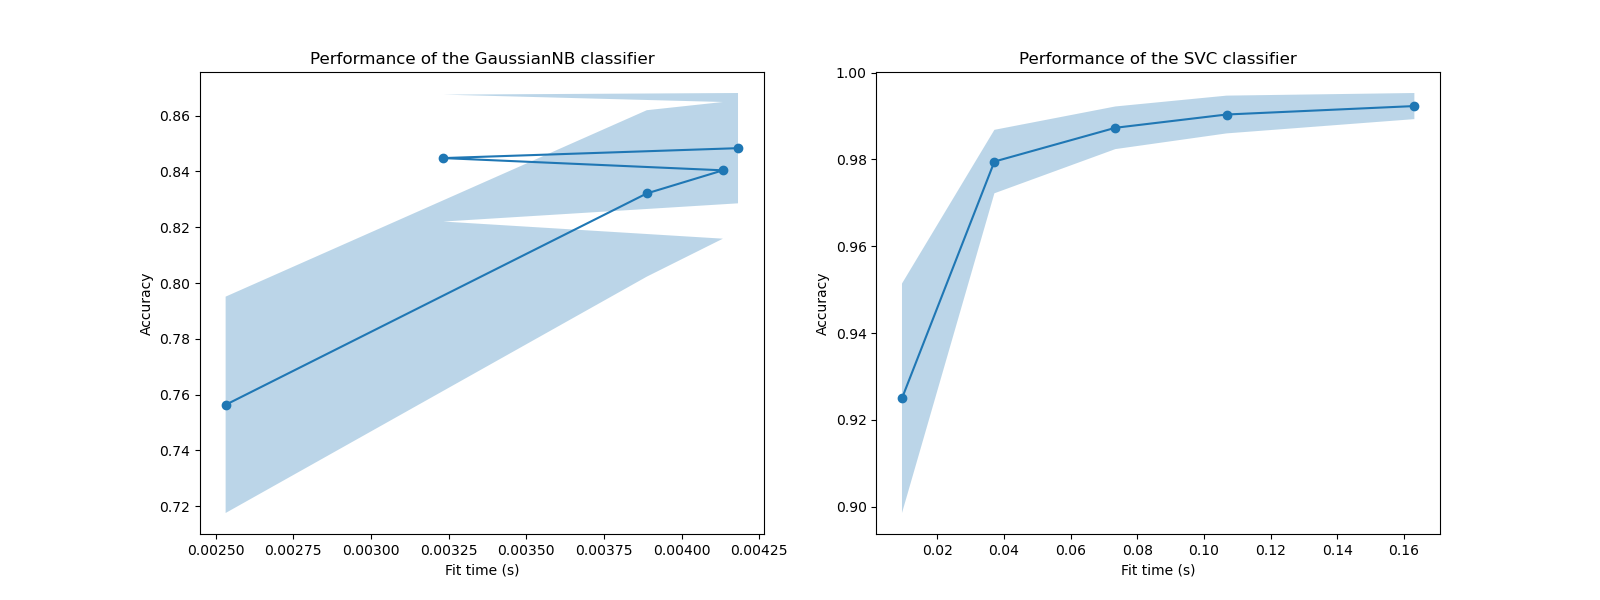 Performance of the GaussianNB classifier
0.86
0.84
0.82
0.80
0.78
0.76
0.74
0.72
Accuracy
0.00250 0.00275 0.00300 0.00325 0.00350 0.00375 0.00400 0.00425
Fit time (s)
Performance of the SVC classifier
1.00
0.98
0.96
0.94
0.92
0.90
Accuracy
0.02 0.04 0.06 0.08 0.10 0.12 0.14 0.16
Fit time (s)